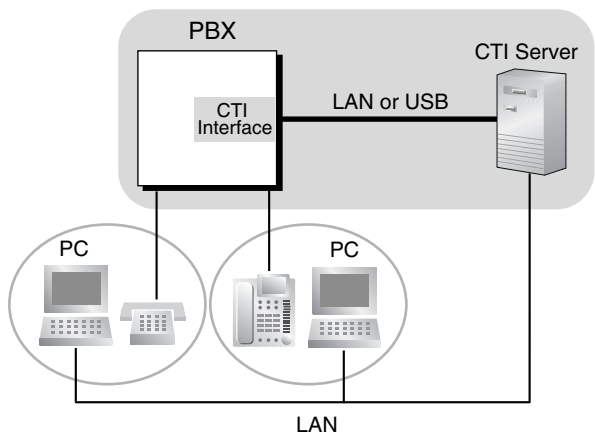 PBX
CTI Server
CTI
Interface
LAN or USB
PC
PC
LAN